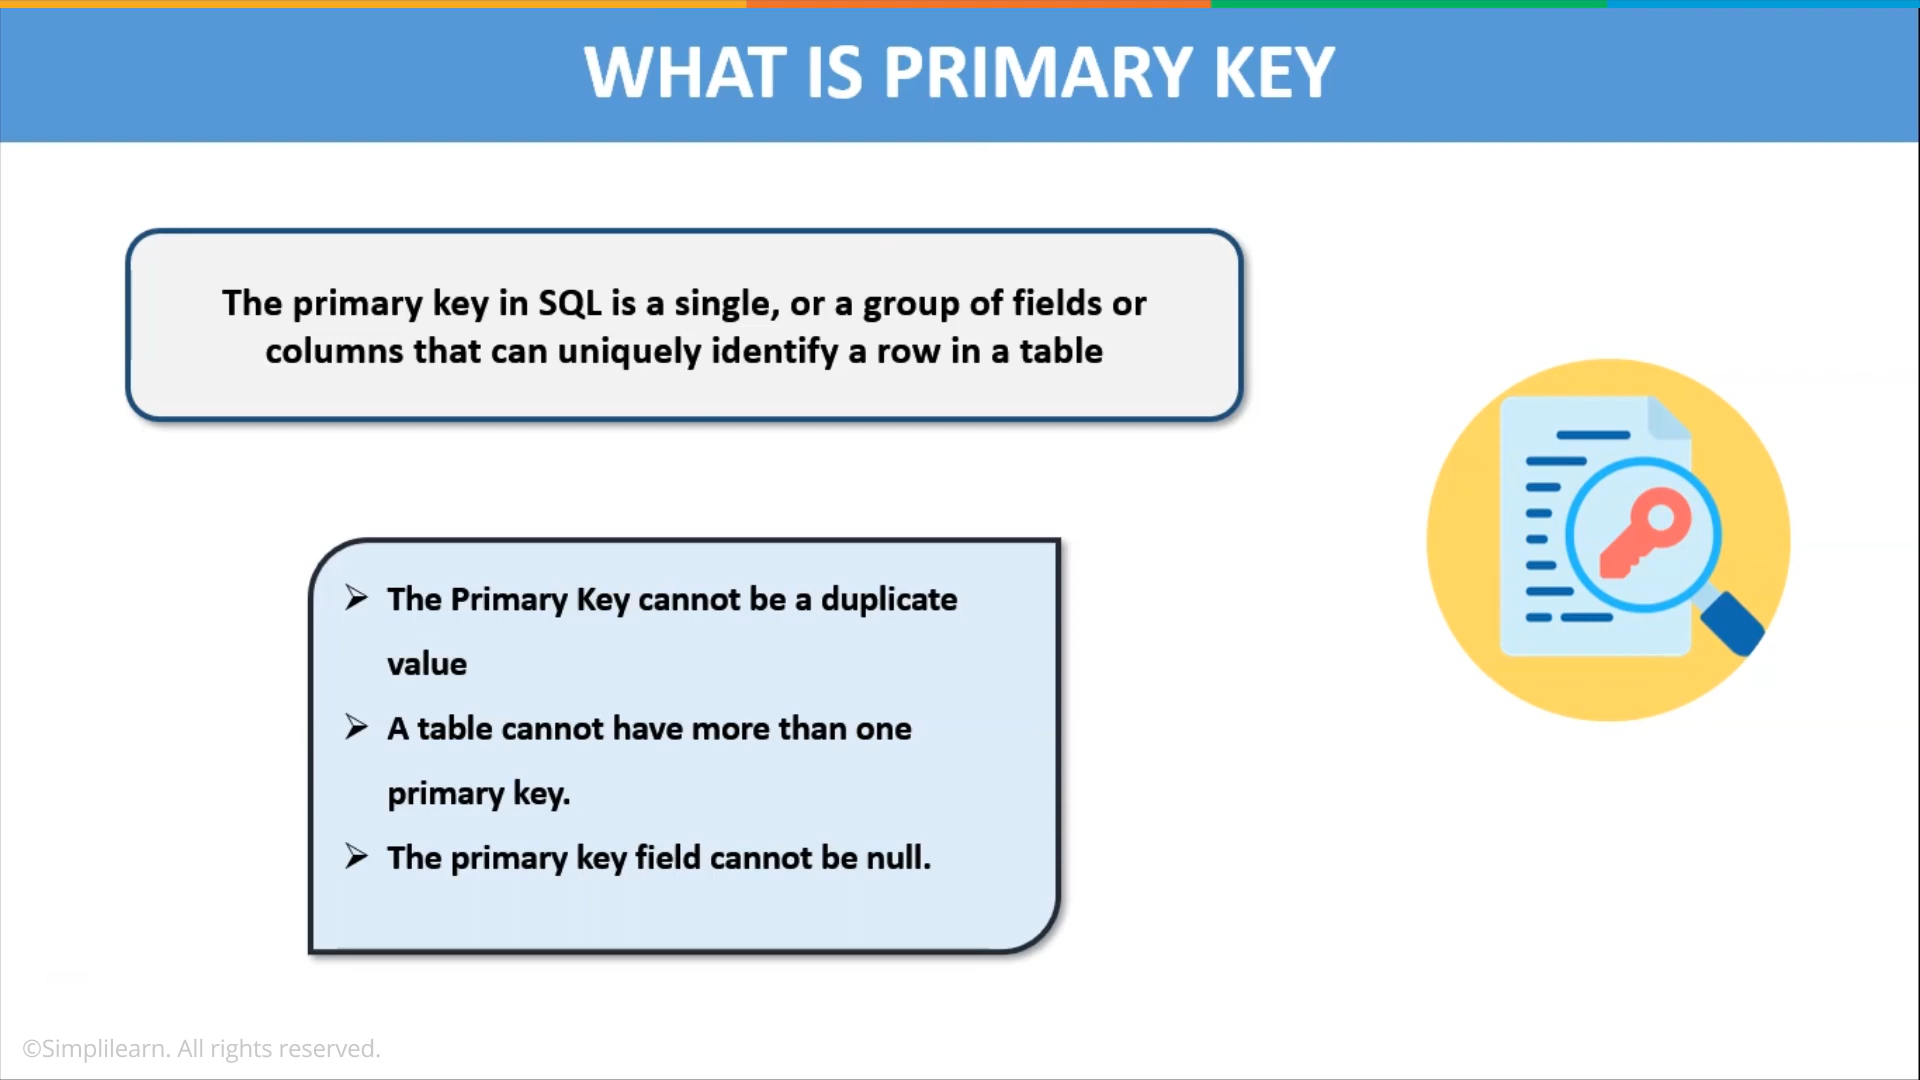 WHAT IS PRIMARY KEY
The primary key in SQL is a single, or a group of fields or
columns that can uniquely identify a row in a table
➢ The Primary Key cannot be a duplicate
value
➢ A table cannot have more than one
primary key.
➢ The primary key field cannot be null.
©Simplilearn. All rights reserved.